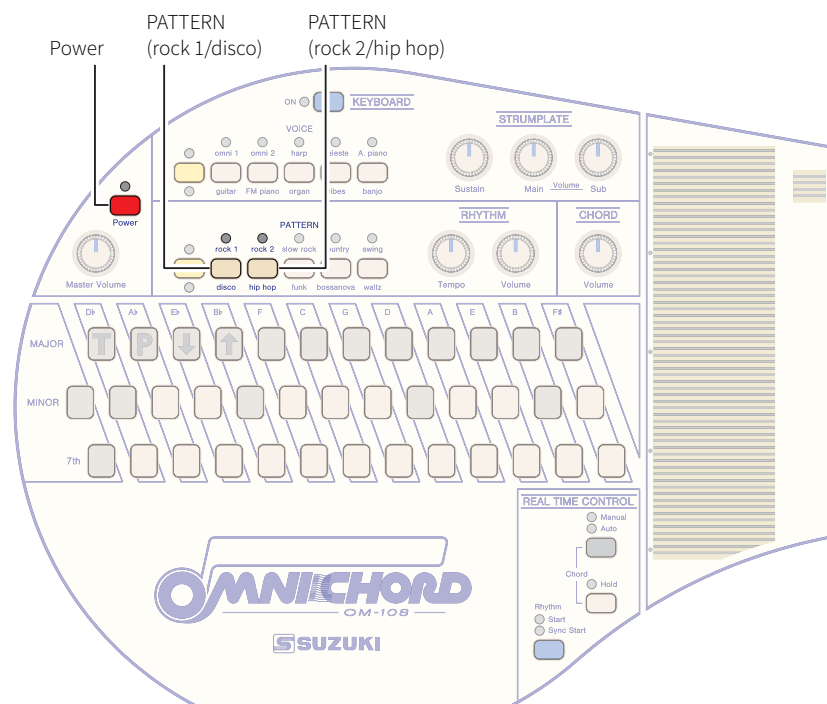 PATTERN
(rock 1/disco)
PATTERN
(rock 2/hip hop)
Power
ON
KEYBOARD
STRUMPLATE
VOICE
omni 1
omni 2
harp
eleste
A. piano
guitar
FM piano
organ
ibes
banjo
Sustain
Main
Volume
Sub
Power
PATTERN
RHYTHM
CHORD
rock 1
rock 2
slow rock
ountry
swing
disco
hip hop
funk
bossanova
waltz
Master Volume
Tempo
Volume
Volume
D♭
A♭
E♭
B♭
F
C
G
D
A
E
B
F♯
MAJOR
T
P
↓
↑
MINOR
7th
REAL TIME CONTROL
Manual
Auto
Chord
Hold
Rhythm
Start
Sync Start
OMNICHORD
OM-108
SUZUKI